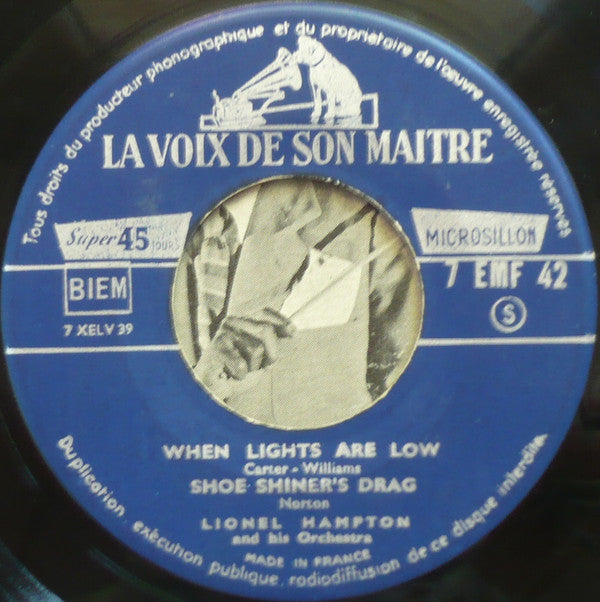 Tous droits du producteur phonographique et du propriétaire de l'œuvre enregistrée réservés
LA VOIX DE SON MAITRE
Super 45 TOURS
MICROSILLON
BIEM
7 EMF 42
S
7 XELV 39
WHEN LIGHTS ARE LOW
Carter - Williams
SHOE SHINER'S DRAG
Norton
LIONEL HAMPTON
and his Orchestra
MADE IN FRANCE
Duplication, exécution publique, radiodiffusion de ce disque interdites